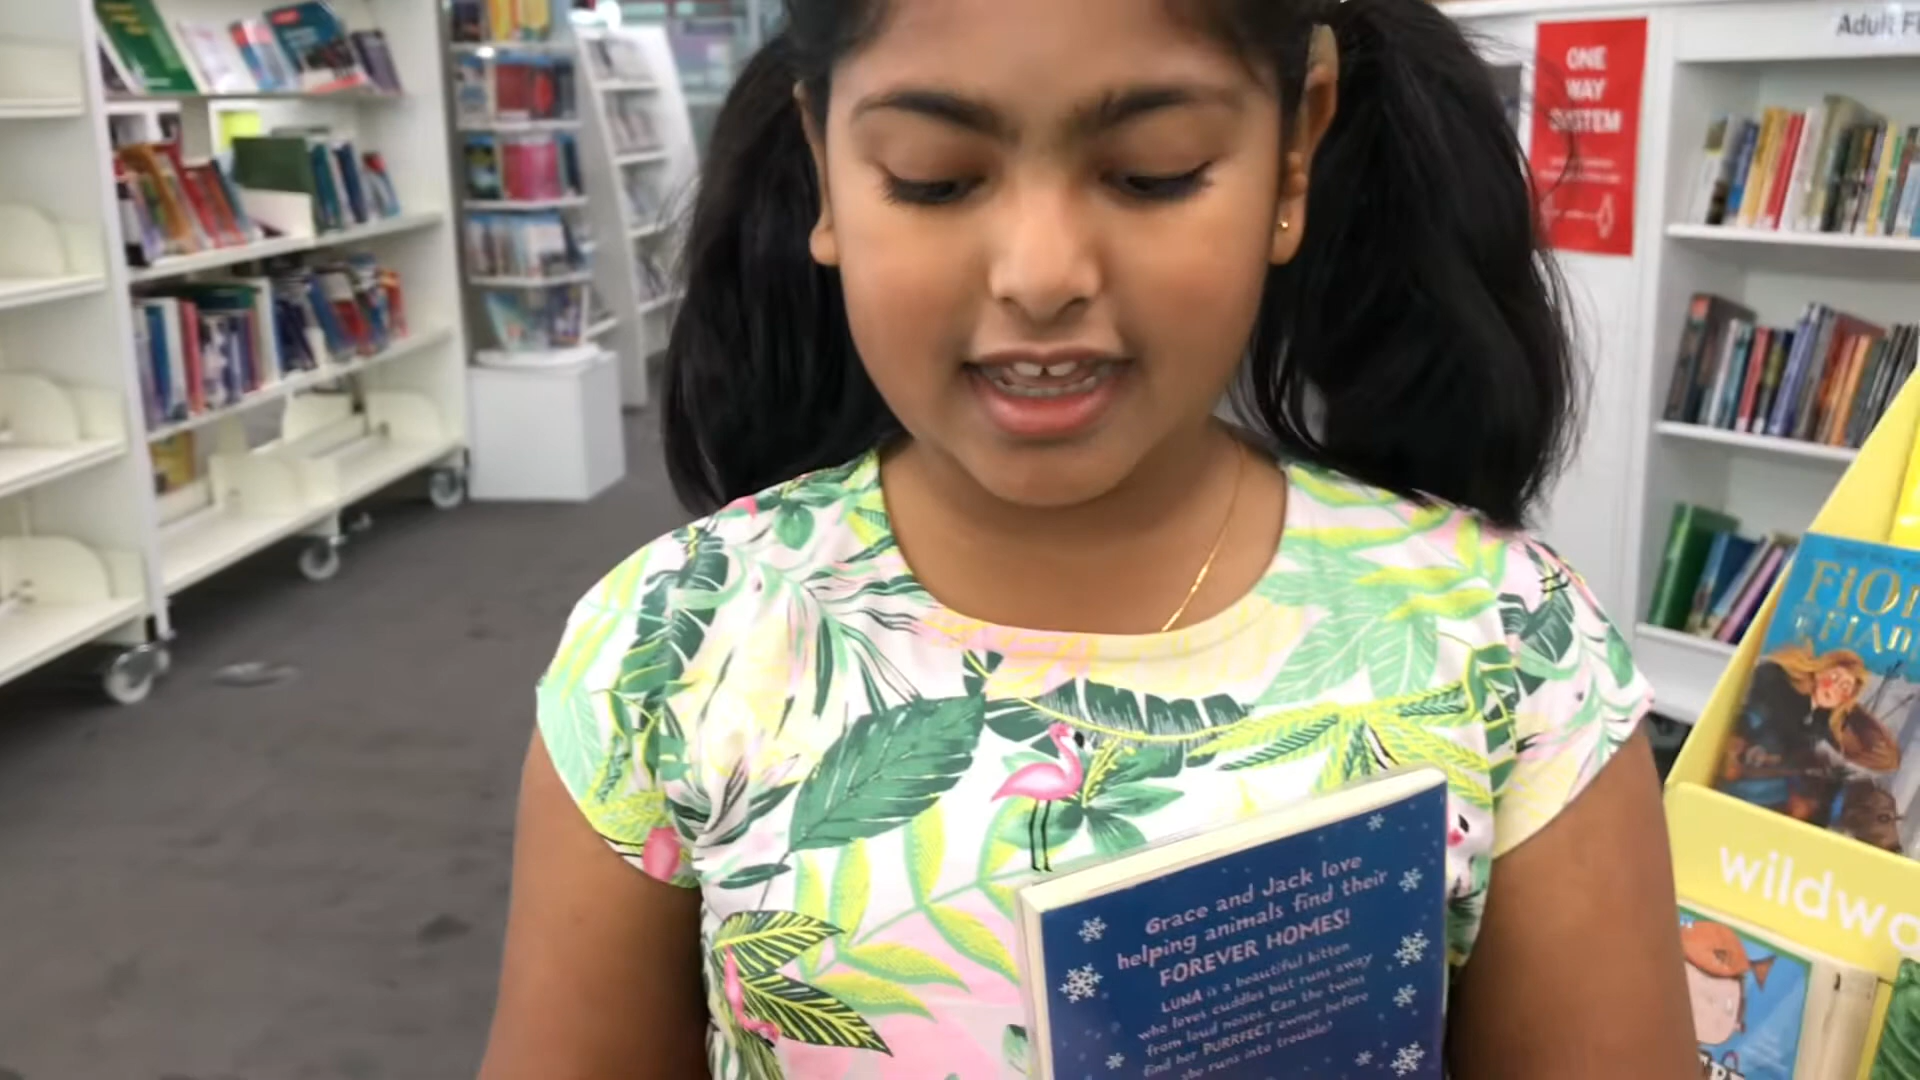 Adult F
ONE
WAY
SYSTEM
FION
wildwo
Grace and Jack love
helping animals find their
FOREVER HOMES!
LUNA is a beautiful kitten
who loves cuddles but runs away
from loud noises. Can the twins
find her PURRFECT owner before
she runs into trouble?